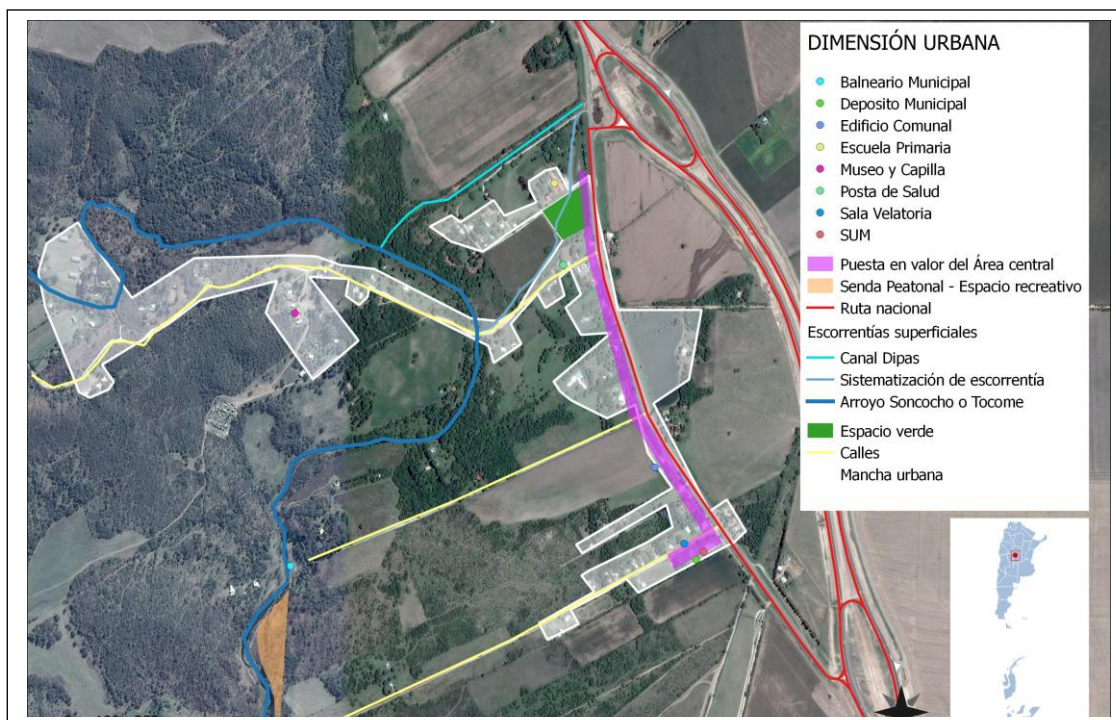 DIMENSIÓN URBANA
Balneario Municipal
Deposito Municipal
Edificio Comunal
Escuela Primaria
Museo y Capilla
Posta de Salud
Sala Velatoria
SUM
Puesta en valor del Área central
Senda Peatonal - Espacio recreativo
Ruta nacional
Escorrentías superficiales
Canal Dipas
Sistematización de escorrentía
Arroyo Soncocho o Tocome
Espacio verde
Calles
Mancha urbana